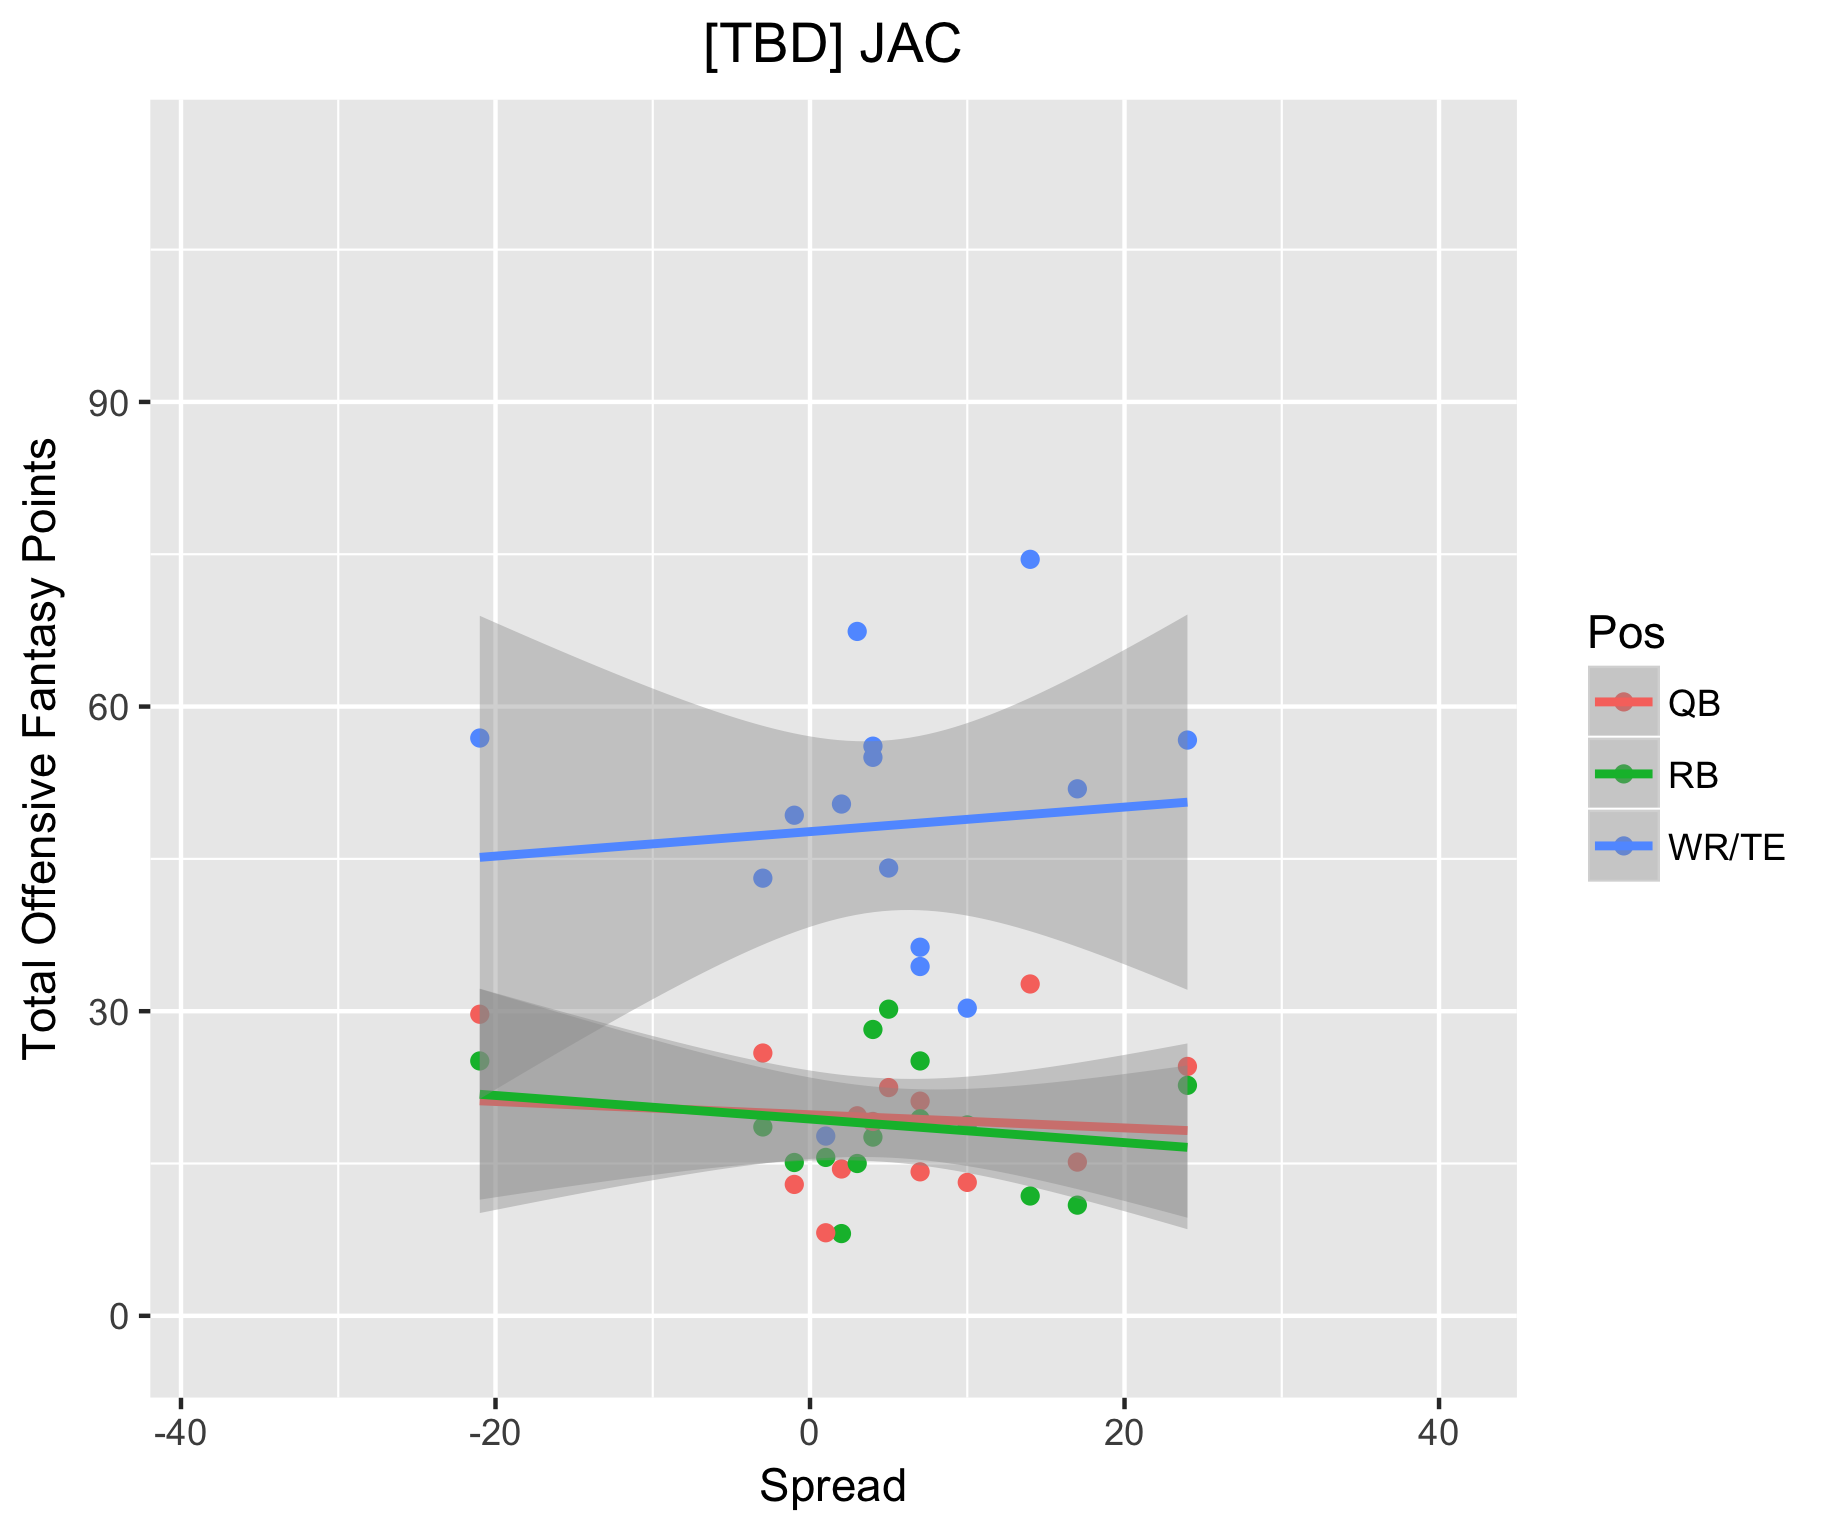 [TBD] JAC
Total Offensive Fantasy Points
90
60
30
0
-40
-20
0
20
40
Spread
Pos
QB
RB
WR/TE